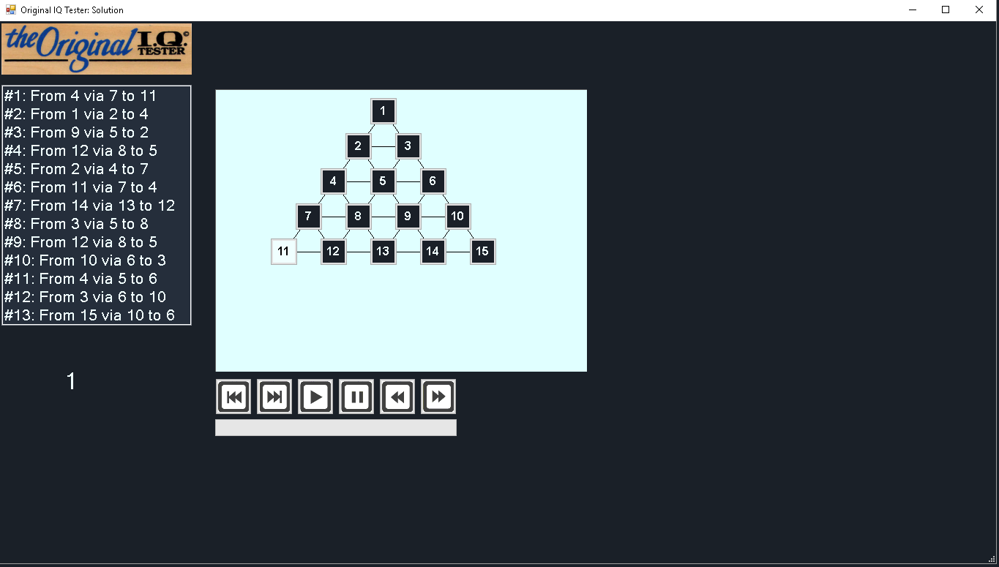 Original IQ Tester: Solution
the Original I.Q.©
TESTER
#1: From 4 via 7 to 11
#2: From 1 via 2 to 4
#3: From 9 via 5 to 2
#4: From 12 via 8 to 5
#5: From 2 via 4 to 7
#6: From 11 via 7 to 4
#7: From 14 via 13 to 12
#8: From 3 via 5 to 8
#9: From 12 via 8 to 5
#10: From 10 via 6 to 3
#11: From 4 via 5 to 6
#12: From 3 via 6 to 10
#13: From 15 via 10 to 6
1
1
2 3
4 5 6
7 8 9 10
11 12 13 14 15